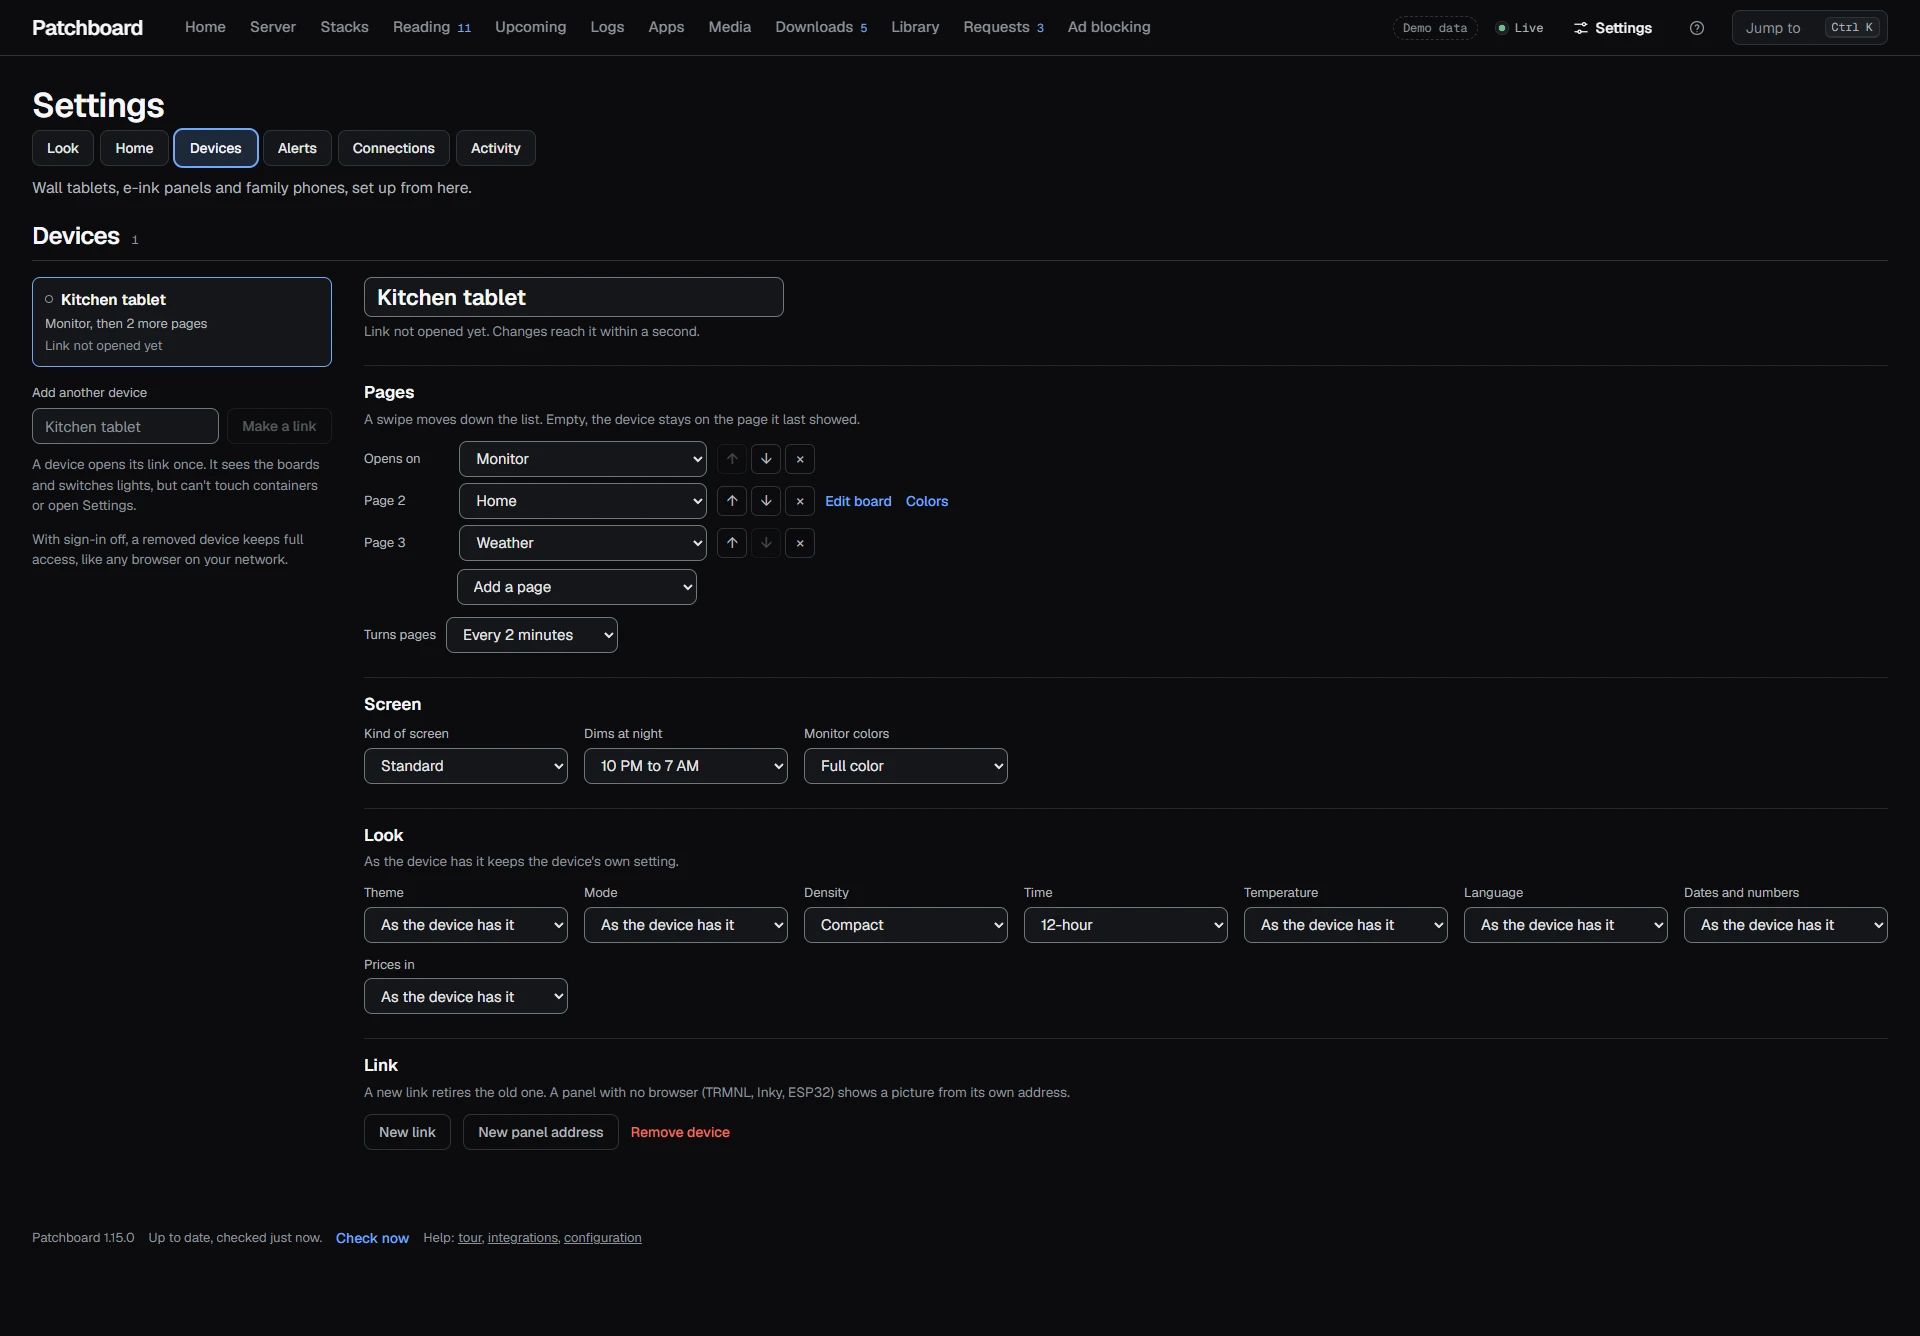 Patchboard Home Server Stacks Reading 11 Upcoming Logs Apps Media Downloads 5 Library Requests 3 Ad blocking Demo data Live Settings Jump to Ctrl K
Settings
Look Home Devices Alerts Connections Activity
Wall tablets, e-ink panels and family phones, set up from here.
Devices 1
Kitchen tablet
Monitor, then 2 more pages
Link not opened yet
Add another device
Kitchen tablet Make a link
A device opens its link once. It sees the boards
and switches lights, but can't touch containers
or open Settings.
With sign-in off, a removed device keeps full
access, like any browser on your network.
Kitchen tablet
Link not opened yet. Changes reach it within a second.
Pages
A swipe moves down the list. Empty, the device stays on the page it last showed.
Opens on Monitor ↑ ↓ ×
Page 2 Home ↑ ↓ × Edit board Colors
Page 3 Weather ↑ ↓ ×
Add a page
Turns pages Every 2 minutes
Screen
Kind of screen Dims at night Monitor colors
Standard 10 PM to 7 AM Full color
Look
As the device has it keeps the device's own setting.
Theme Mode Density Time Temperature Language Dates and numbers
As the device has it As the device has it Compact 12-hour As the device has it As the device has it As the device has it
Prices in
As the device has it
Link
A new link retires the old one. A panel with no browser (TRMNL, Inky, ESP32) shows a picture from its own address.
New link New panel address Remove device
Patchboard 1.15.0 Up to date, checked just now. Check now Help: tour, integrations, configuration